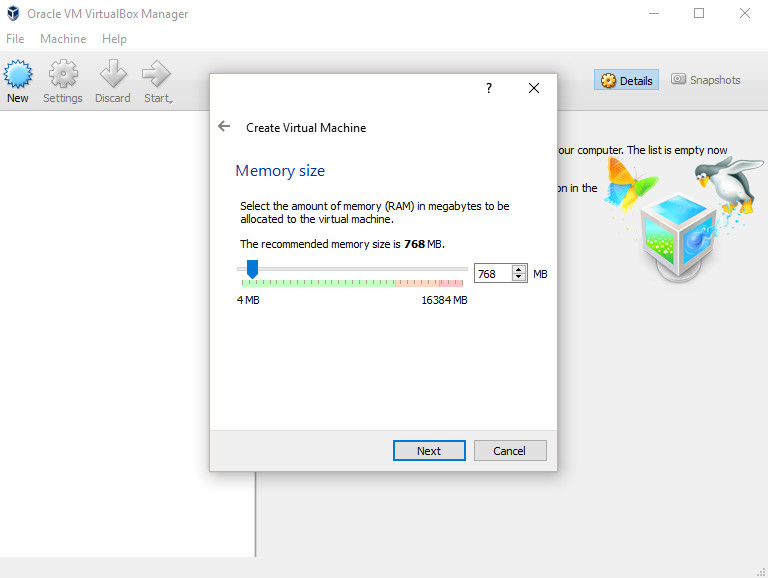 Oracle VM VirtualBox Manager
File Machine Help
New Settings Discard Start
Details Snapshots
?
Create Virtual Machine
our computer. The list is empty now
on in the
Memory size
Select the amount of memory (RAM) in megabytes to be
allocated to the virtual machine.
The recommended memory size is 768 MB.
768 MB
4 MB 16384 MB
Next Cancel